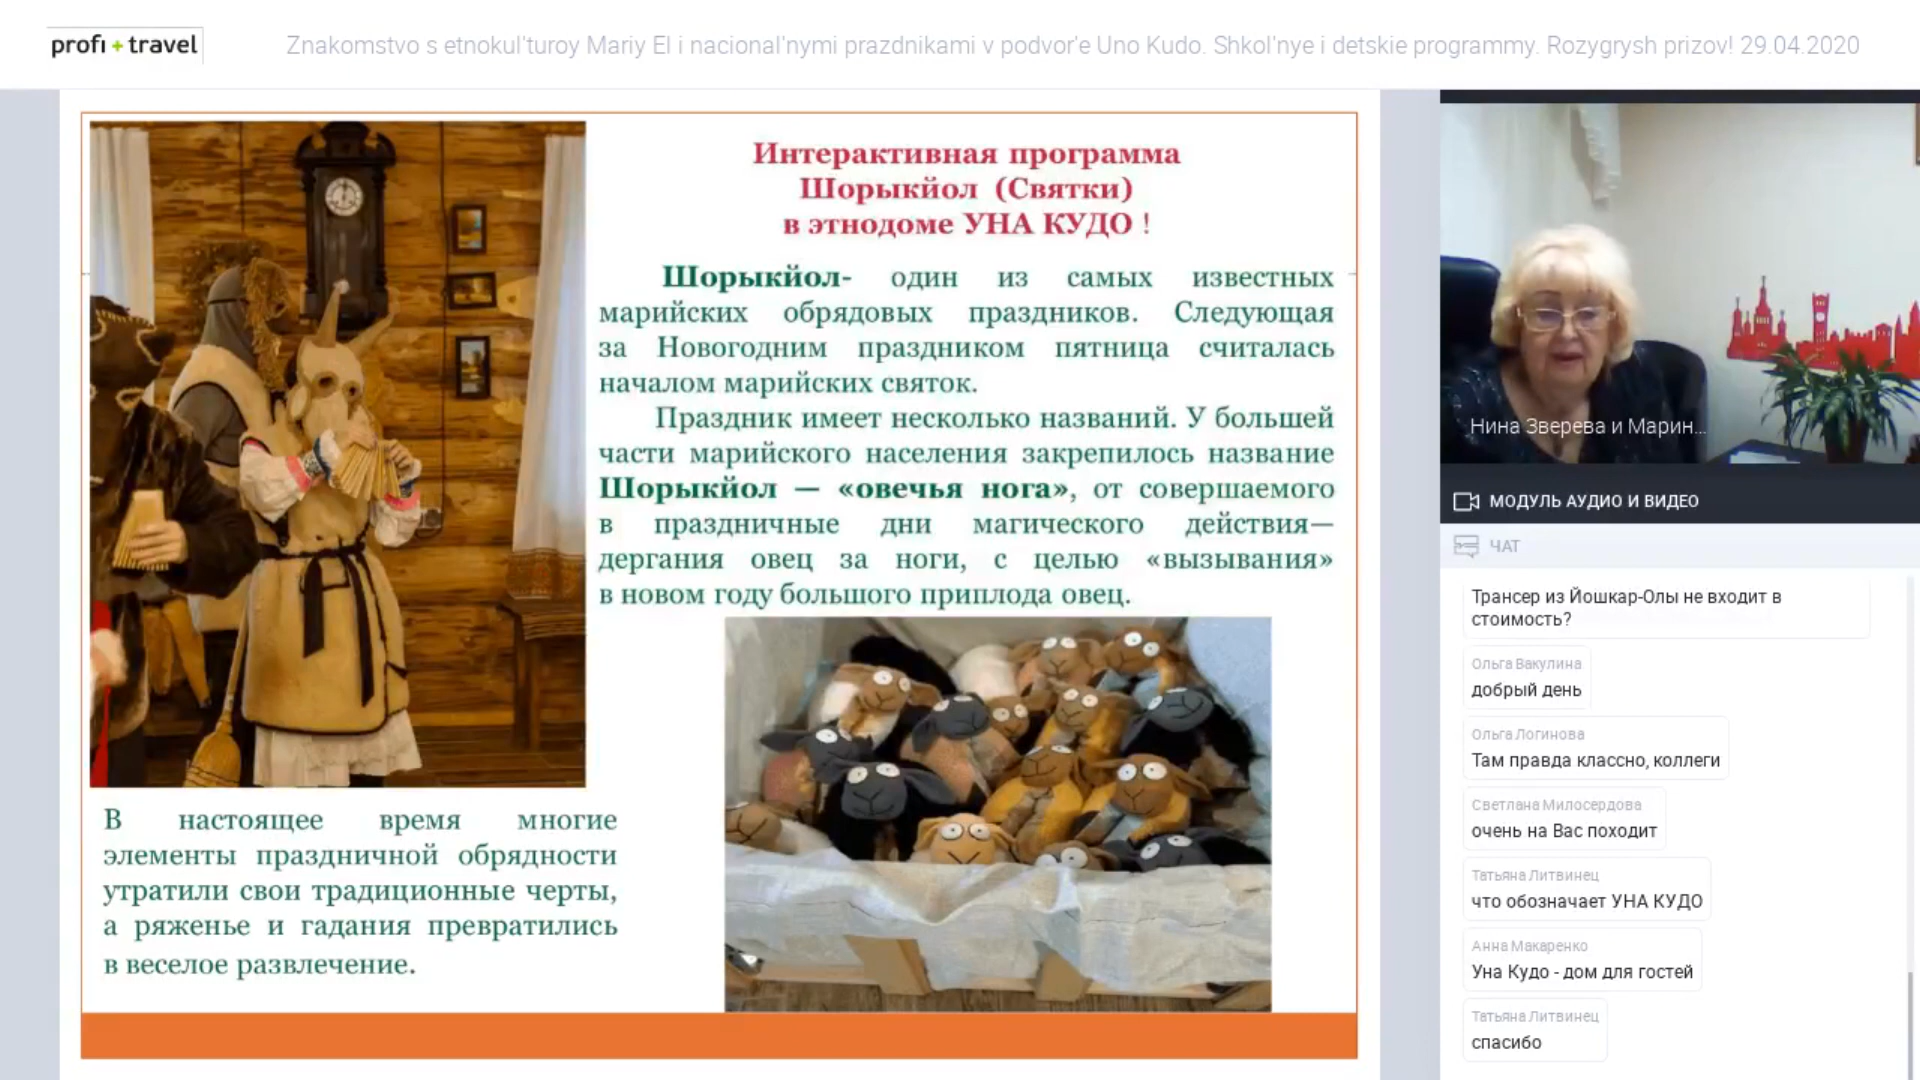 profi + travel
Znakomstvo s etnokul'turoy Mariy El i nacional'nymi prazdnikami v podvor'e Uno Kudo. Shkol'nye i detskie programmy. Rozygrysh prizov! 29.04.2020
Интерактивная программа
Шорыкйол (Святки)
в этнодоме УНА КУДО !
Шорыкйол- один из самых известных
марийских обрядовых праздников. Следующая
за Новогодним праздником пятница считалась
началом марийских святок.
Праздник имеет несколько названий. У большей
части марийского населения закрепилось название
Шорыкйол — «овечья нога», от совершаемого
в праздничные дни магического действия—
дергания овец за ноги, с целью «вызывания»
в новом году большого приплода овец.
В настоящее время многие
элементы праздничной обрядности
утратили свои традиционные черты,
а ряженье и гадания превратились
в веселое развлечение.
Нина Зверева и Марин...
МОДУЛЬ АУДИО И ВИДЕО
ЧАТ
Трансер из Йошкар-Олы не входит в
стоимость?
Ольга Вакулина
добрый день
Ольга Логинова
Там правда классно, коллеги
Светлана Милосердова
очень на Вас походит
Татьяна Литвинец
что обозначает УНА КУДО
Анна Макаренко
Уна Кудо - дом для гостей
Татьяна Литвинец
спасибо